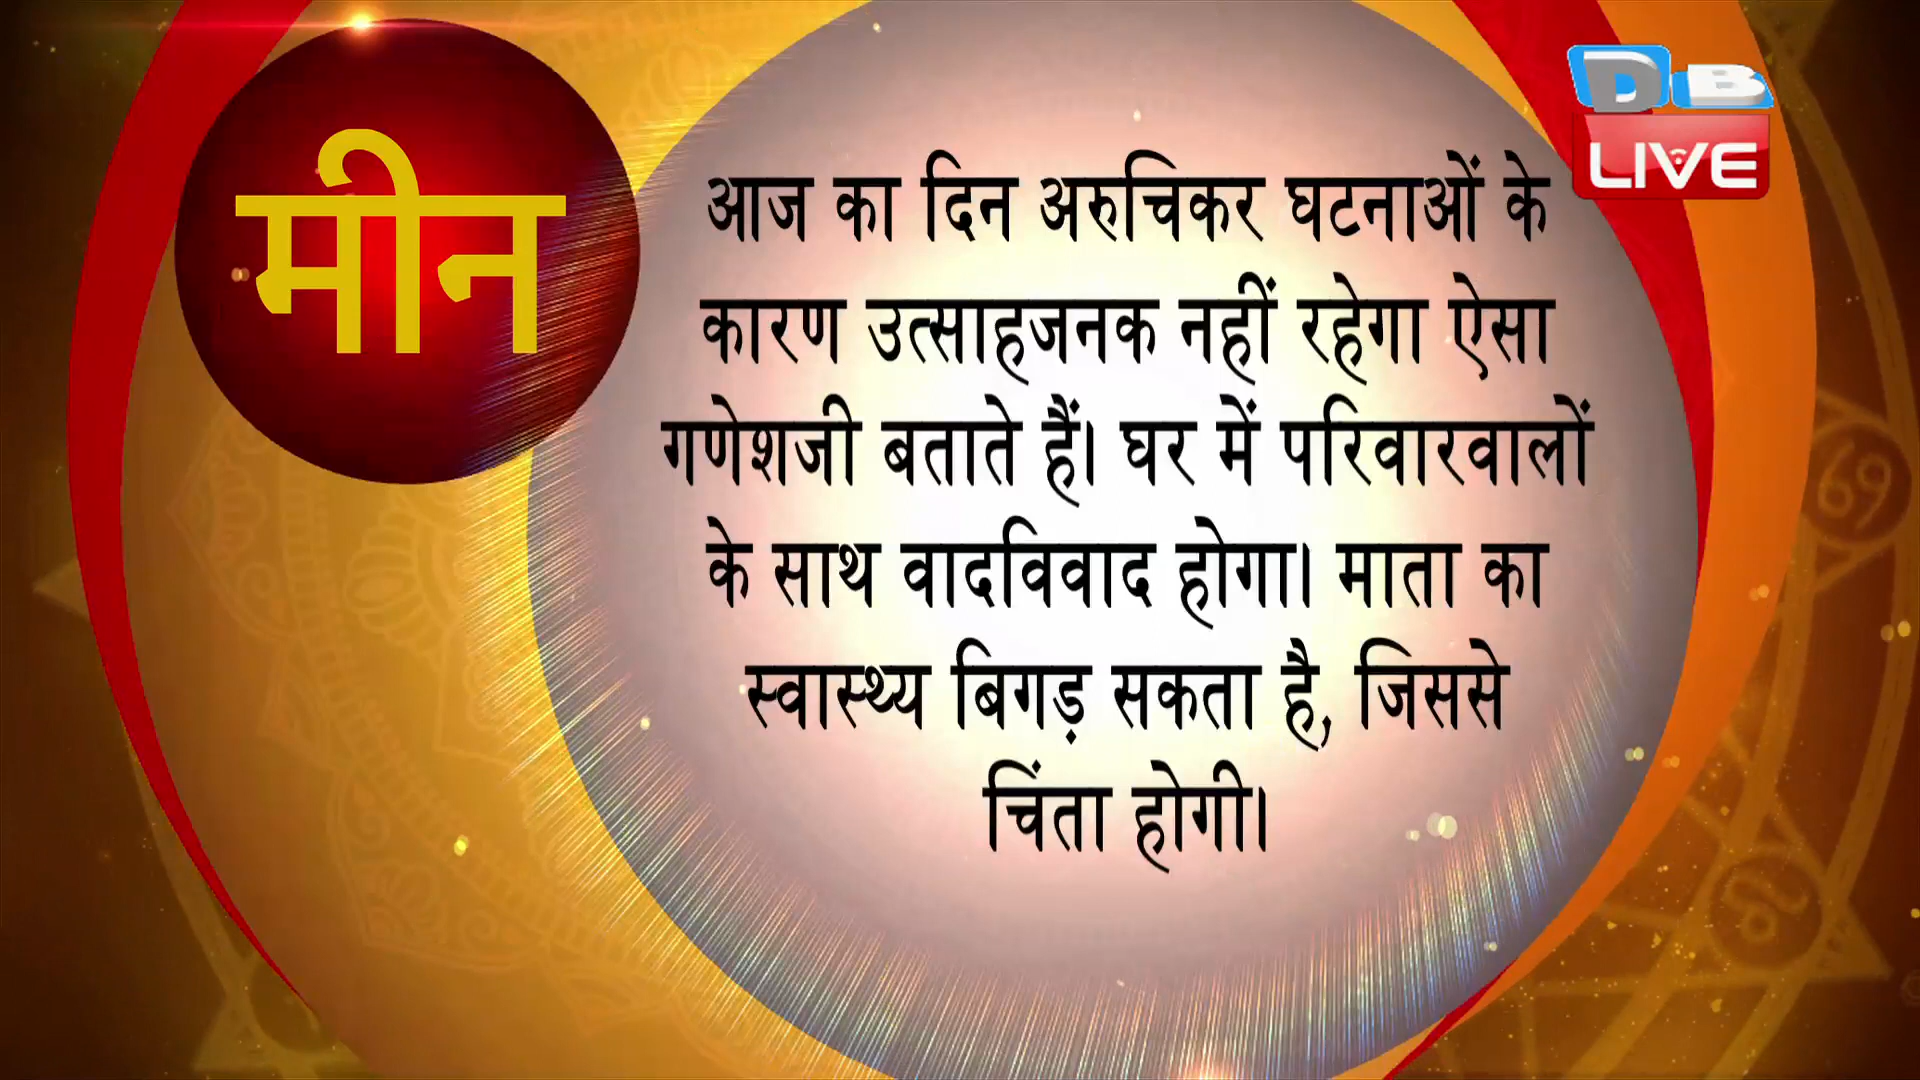 मीन
DB
LIVE
आज का दिन अरुचिकर घटनाओं के
कारण उत्साहजनक नहीं रहेगा ऐसा
गणेशजी बताते हैं। घर में परिवारवालों
के साथ वादविवाद होगा। माता का
स्वास्थ्य बिगड़ सकता है, जिससे
चिंता होगी।